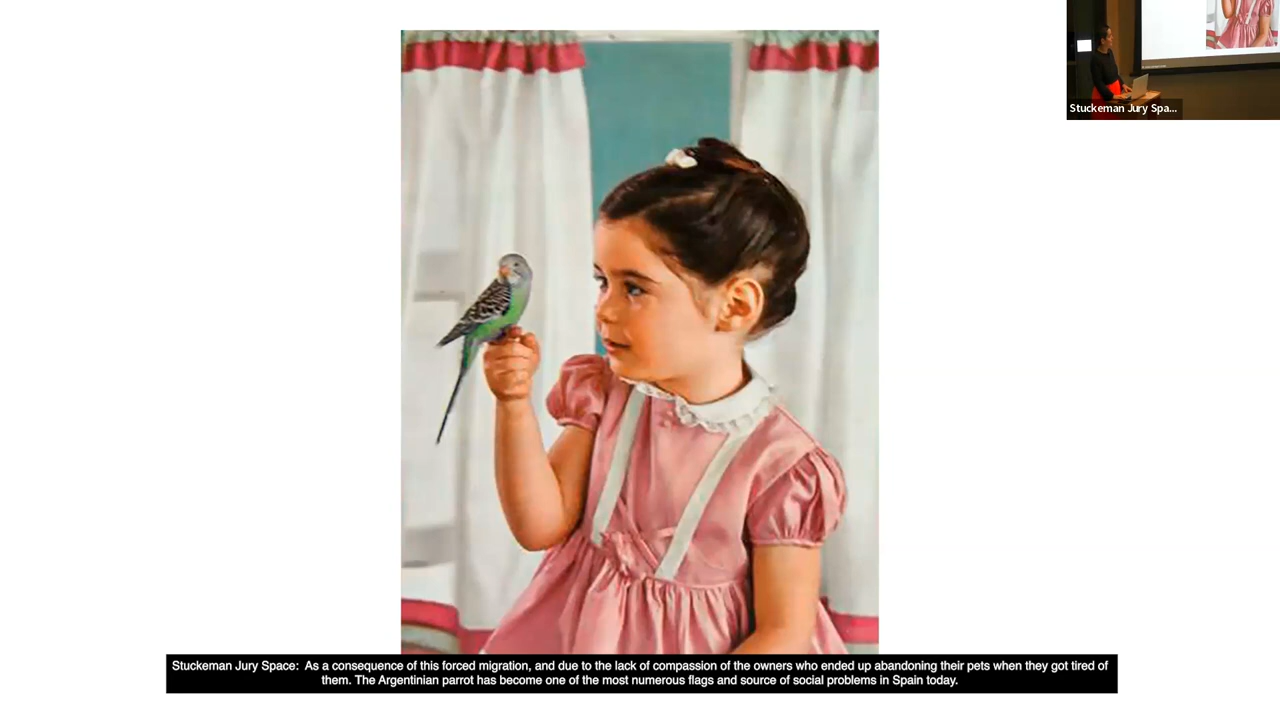 Stuckeman Jury Spa...
Stuckeman Jury Space: As a consequence of this forced migration, and due to the lack of compassion of the owners who ended up abandoning their pets when they got tired of
them. The Argentinian parrot has become one of the most numerous flags and source of social problems in Spain today.